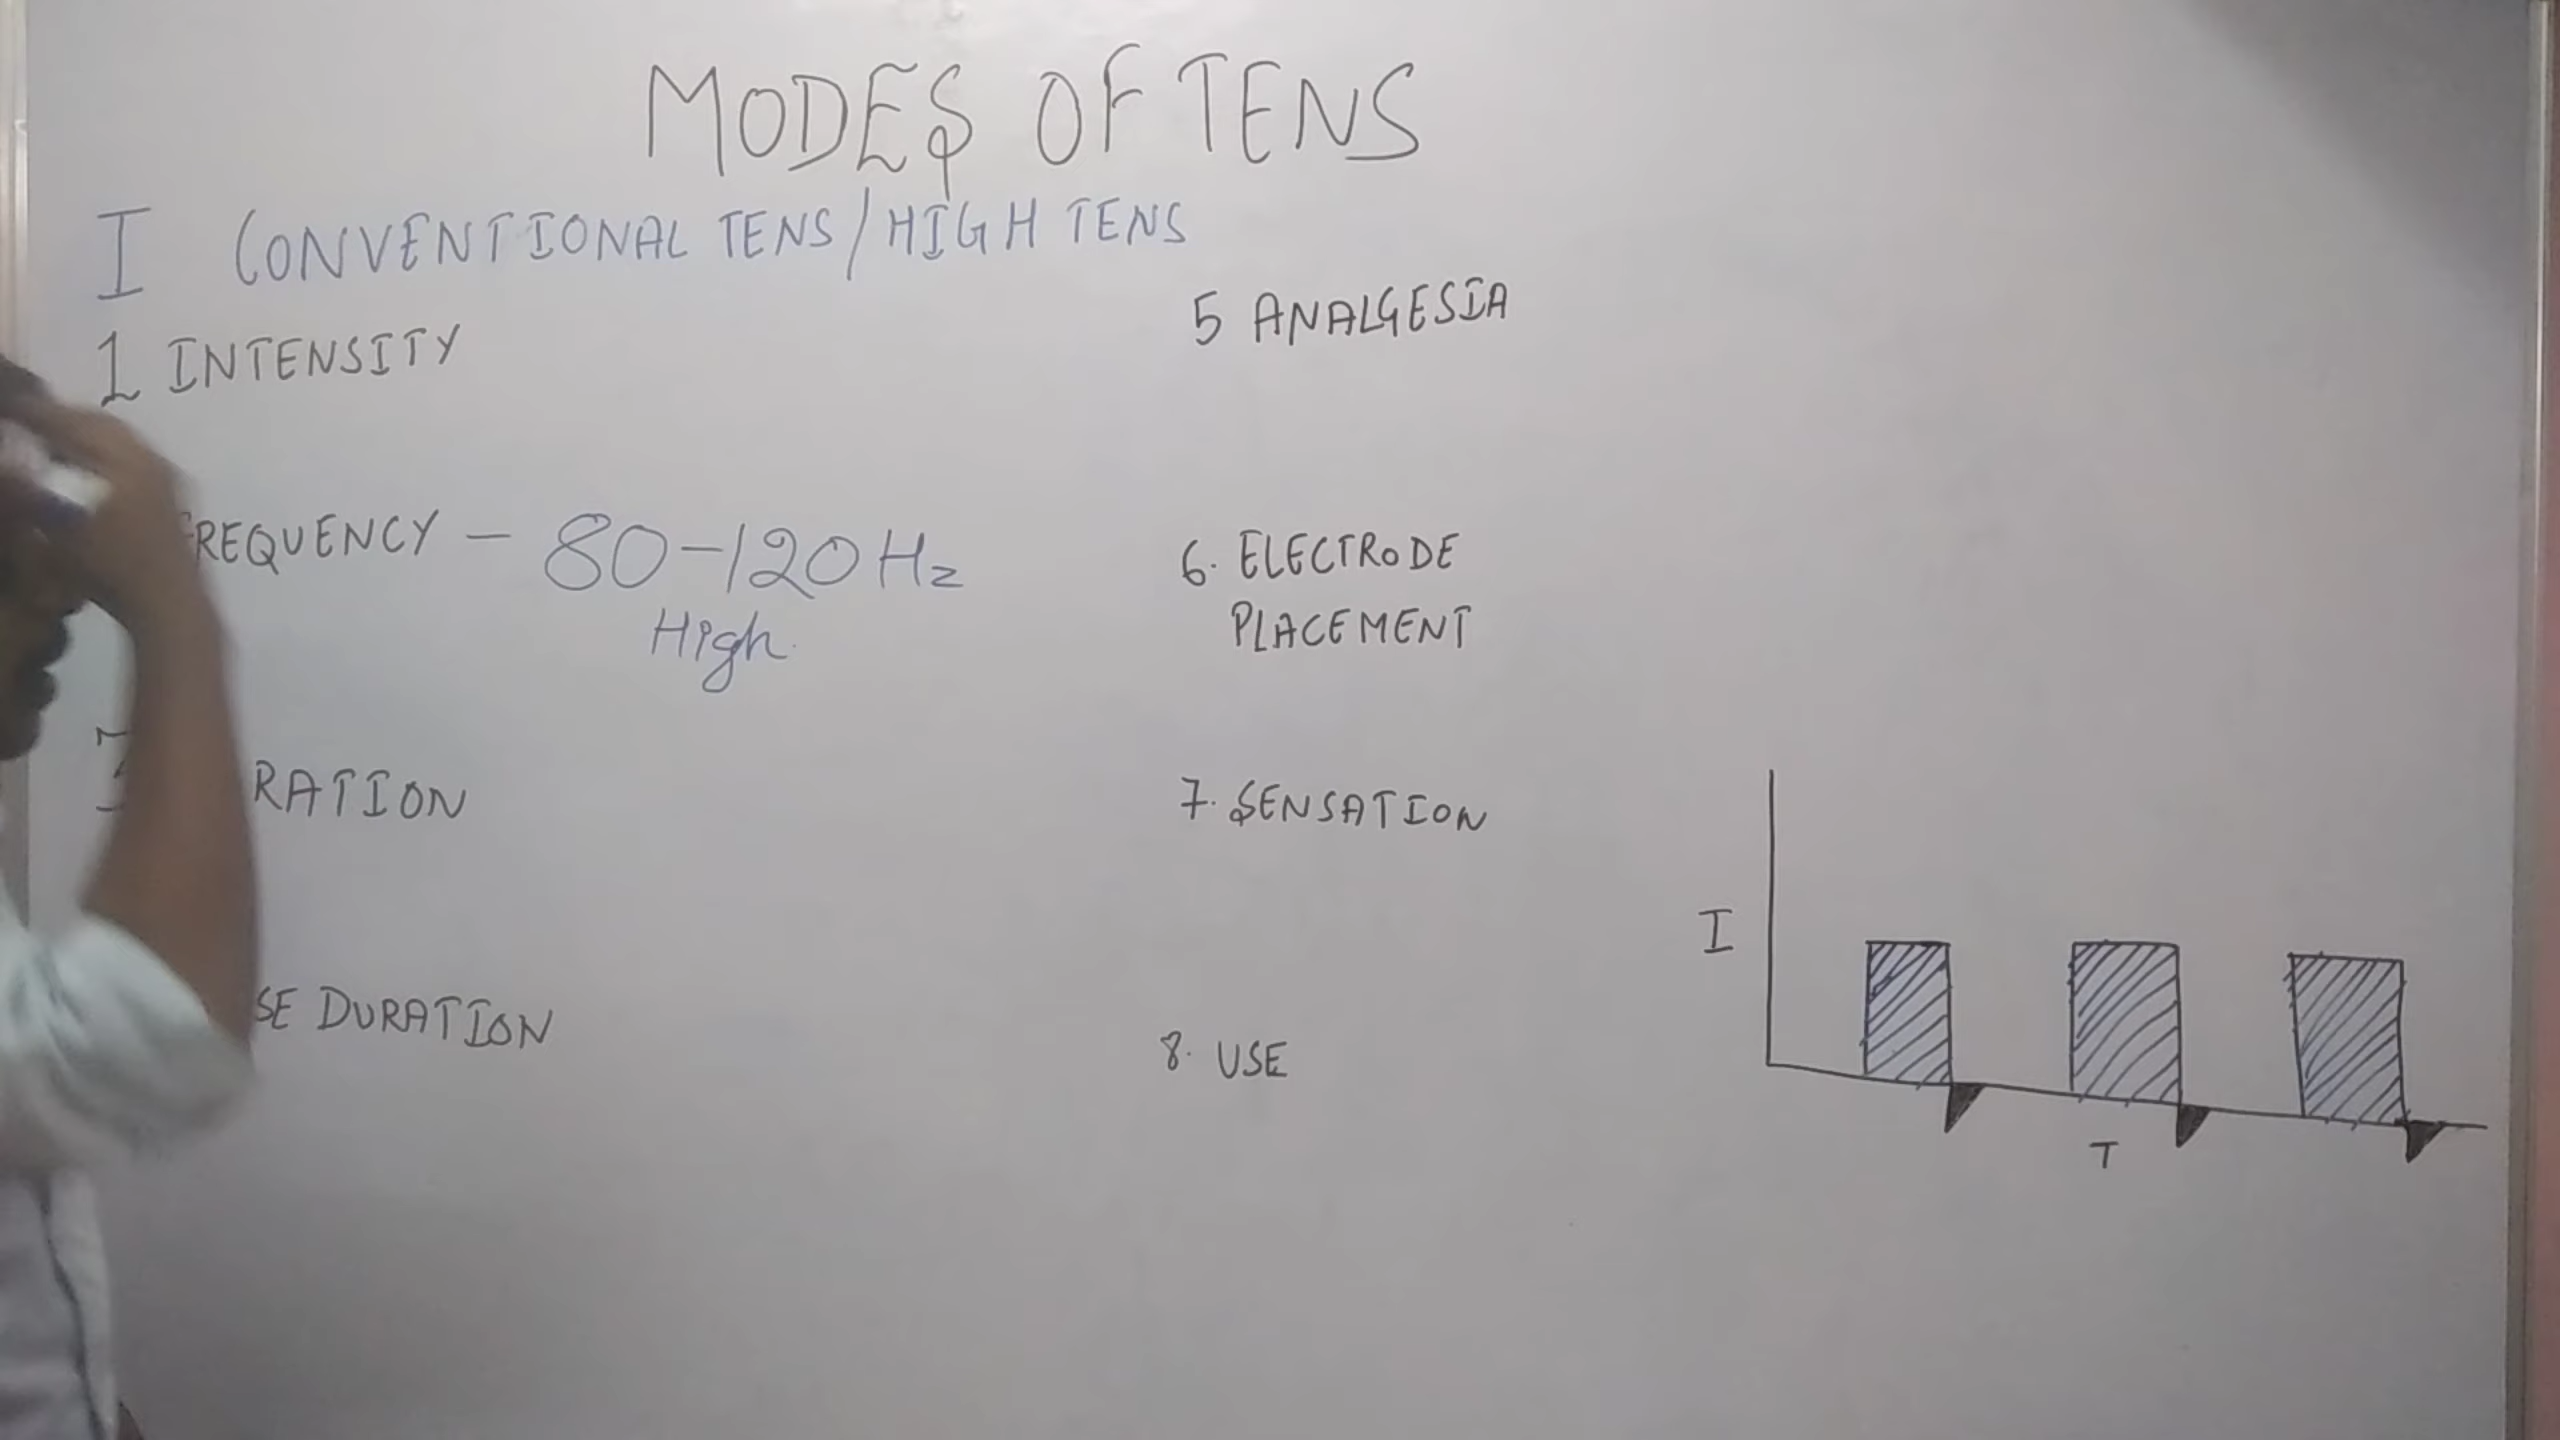 MODES OF TENS
I CONVENTIONAL TENS/HIGH TENS
1 INTENSITY
FREQUENCY - 80-120Hz
High.
RATION
SE DURATION
5 ANALGESIA
6. ELECTRODE
PLACEMENT
7. SENSATION
8. USE
I
T